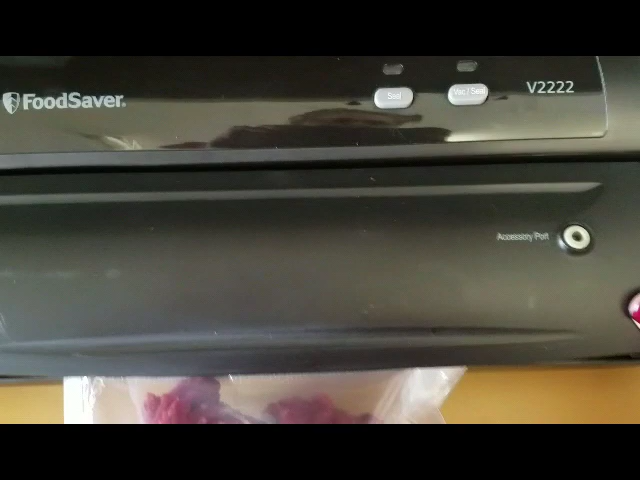 FoodSaver.
Seal
Vac / Seal
V2222
Accessory Port